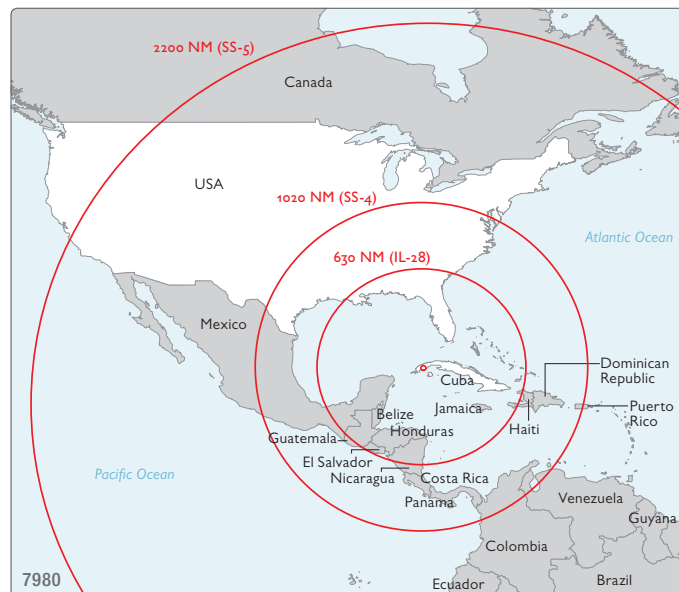 2200 NM (SS-5)
Canada
USA
1020 NM (SS-4)
Atlantic Ocean
630 NM (IL-28)
Mexico
Dominican
Republic
Cuba
Belize
Jamaica
Puerto
Rico
Haiti
Honduras
Guatemala
El Salvador
Nicaragua
Costa Rica
Pacific Ocean
Panama
Venezuela
Guyana
Colombia
7980
Ecuador
Brazil